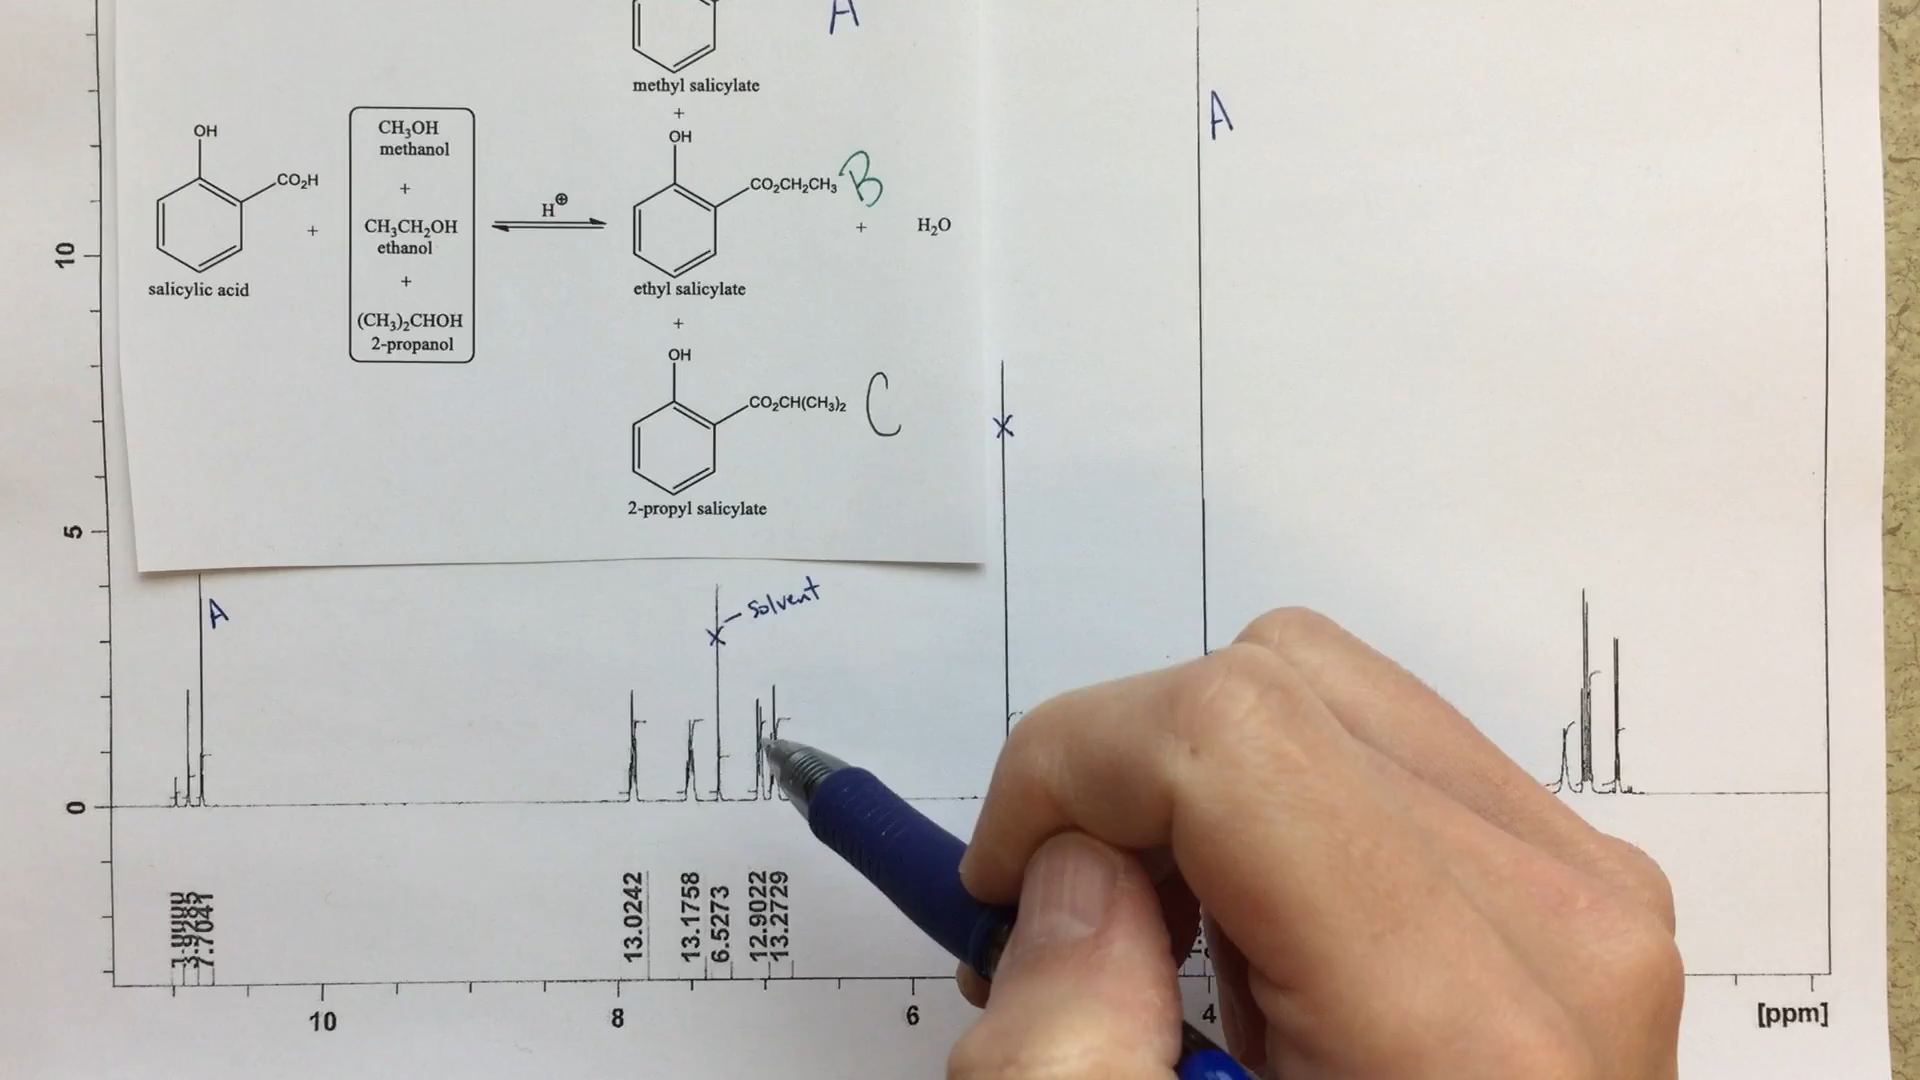 A
methyl salicylate
+
OH
CO₂H
+
salicylic acid
CH₃OH
methanol
+
CH₃CH₂OH
ethanol
+
(CH₃)₂CHOH
2-propanol
H⊕
OH
CO₂CH₂CH₃ B
+ H₂O
ethyl salicylate
+
OH
CO₂CH(CH₃)₂ C
2-propyl salicylate
A
X
10
5
0
A
X – solvent
7.7041
13.0242
13.1758
6.5273
12.9022
13.2729
10 8 6 4 [ppm]